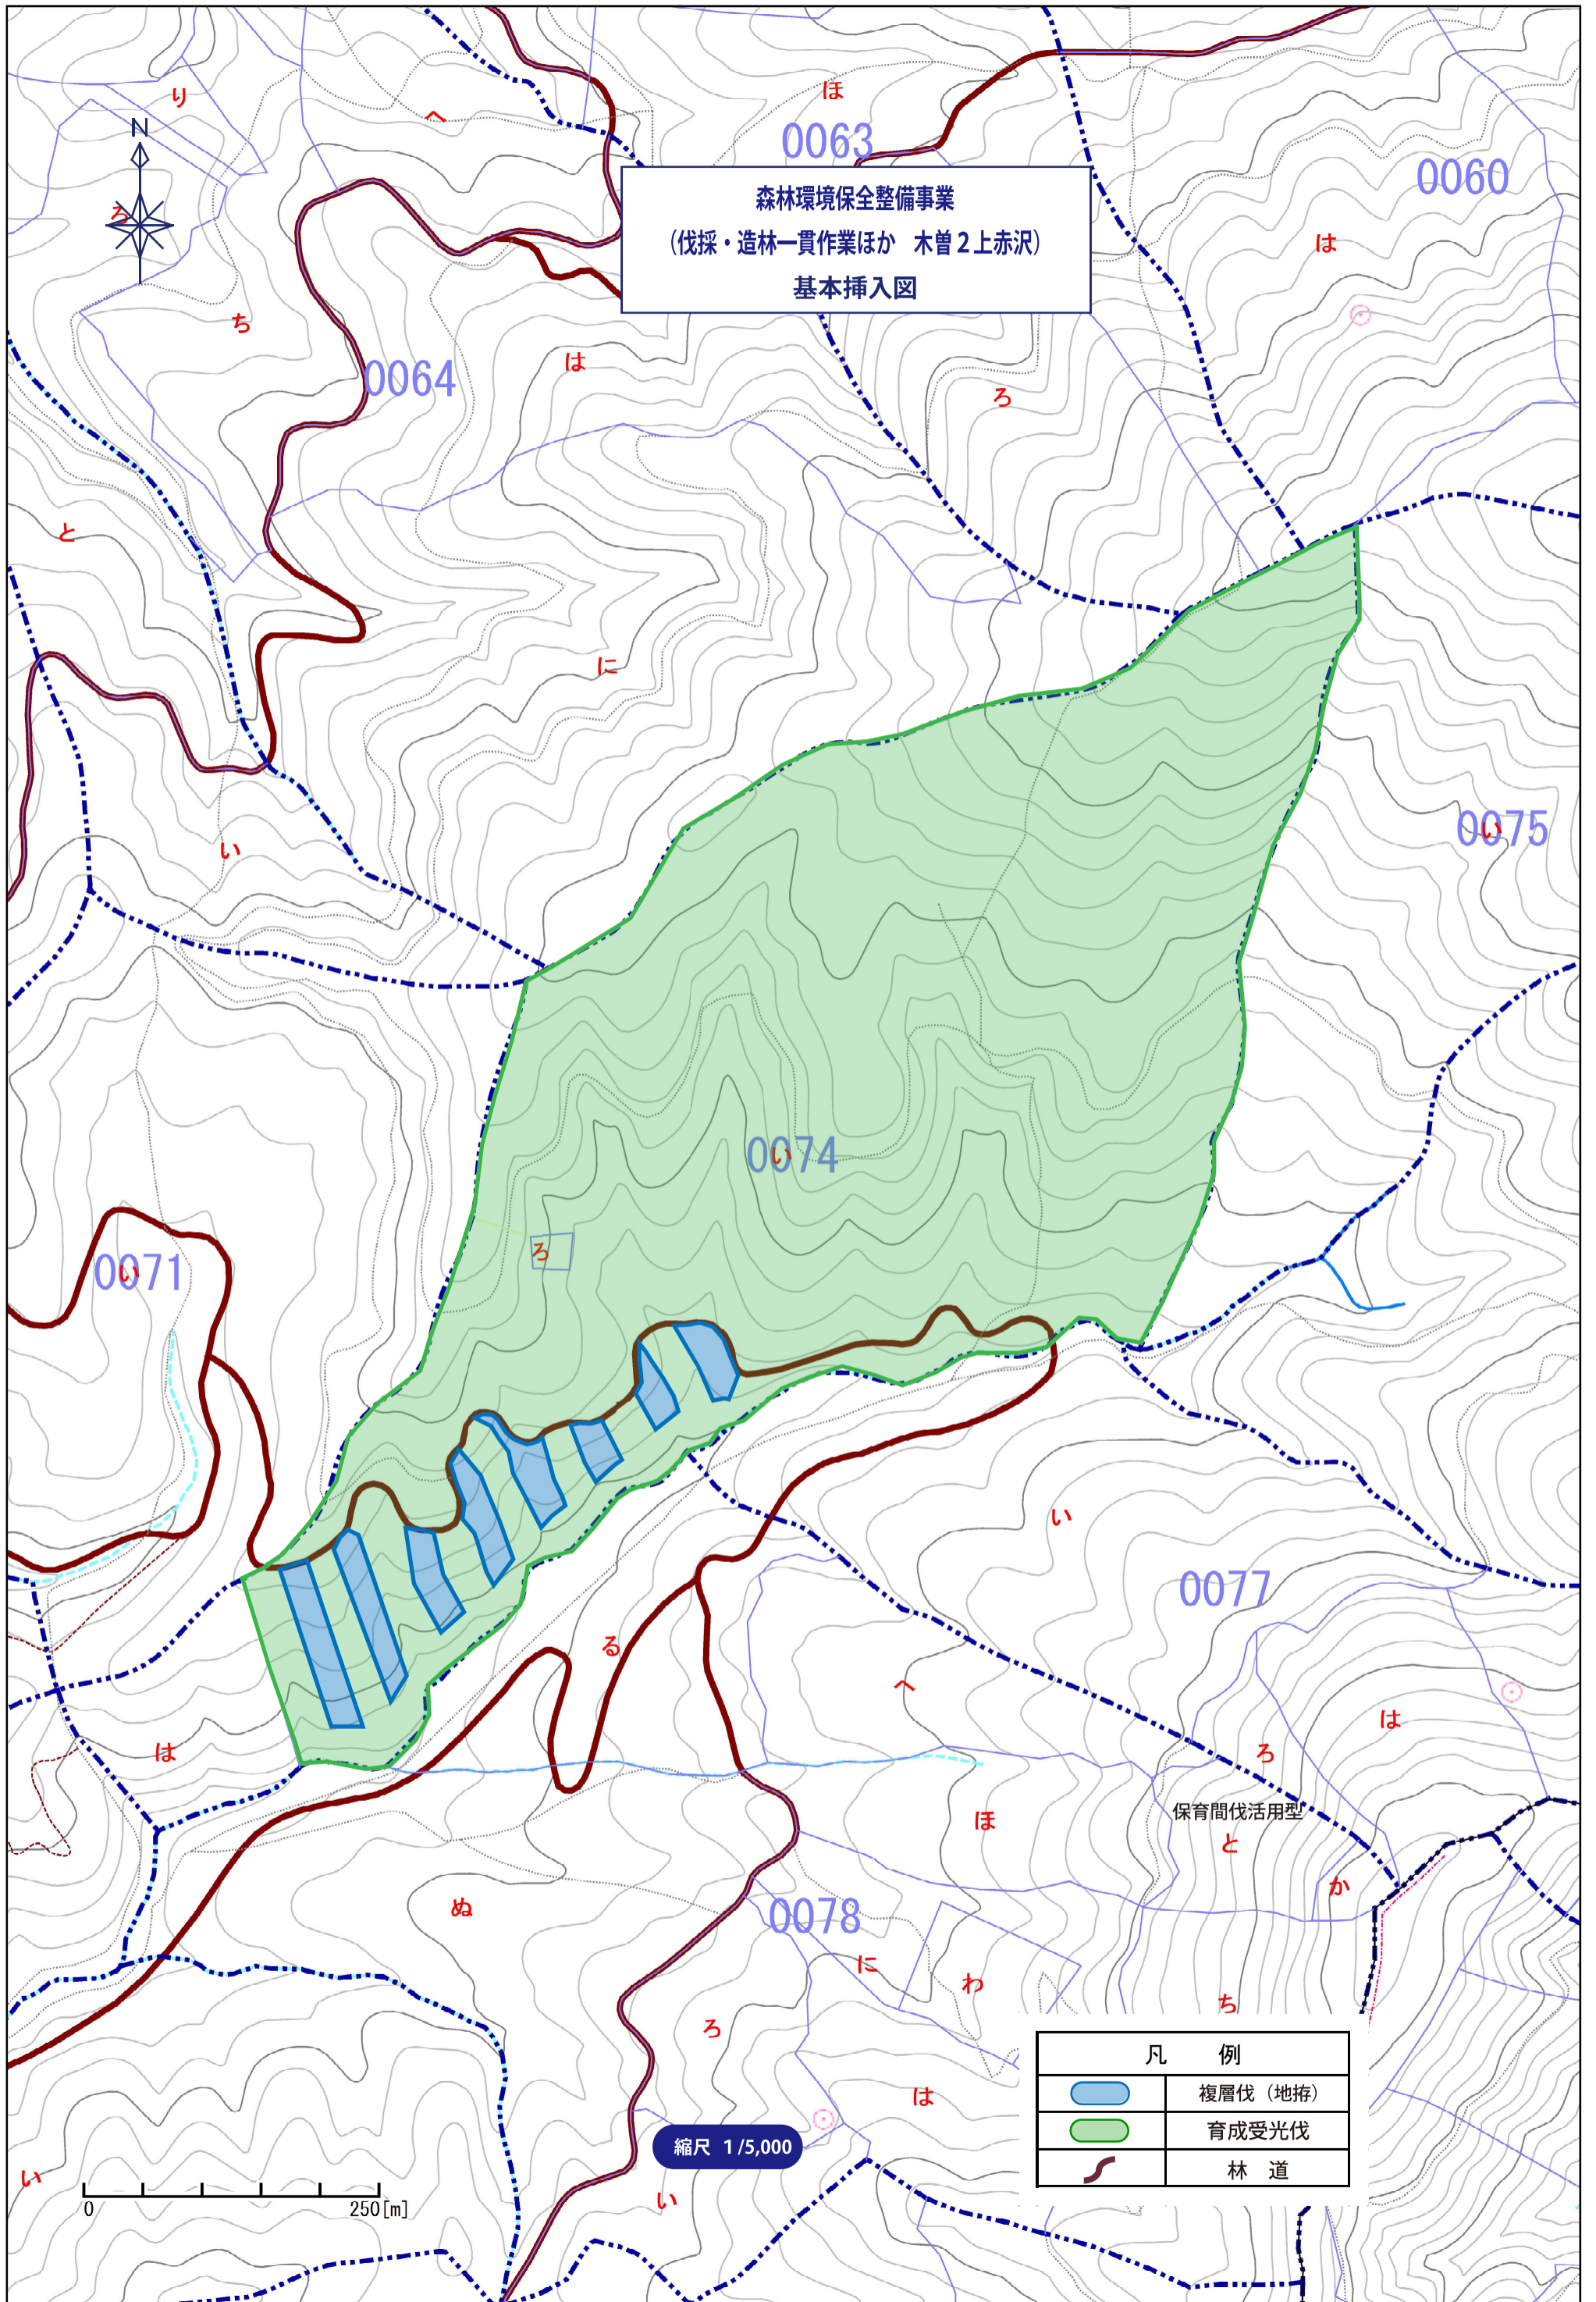 り
へ
ほ
0063
N
0060
森林環境保全整備事業
(伐採・造林一貫作業ほか 木曽2上赤沢)
基本挿入図
ろ
は
ち
は
0064
ろ
と
に
0075
い
い
0074
い
ろ
0071
い
い
0077
る
へ
は
は
ろ
保育間伐活用型
ほ
と
か
ぬ
0078
に
わ
ち
ろ
凡 例
複層伐(地拵)
育成受光伐
林 道
は
縮尺 1/5,000
い
い
0 250[m]